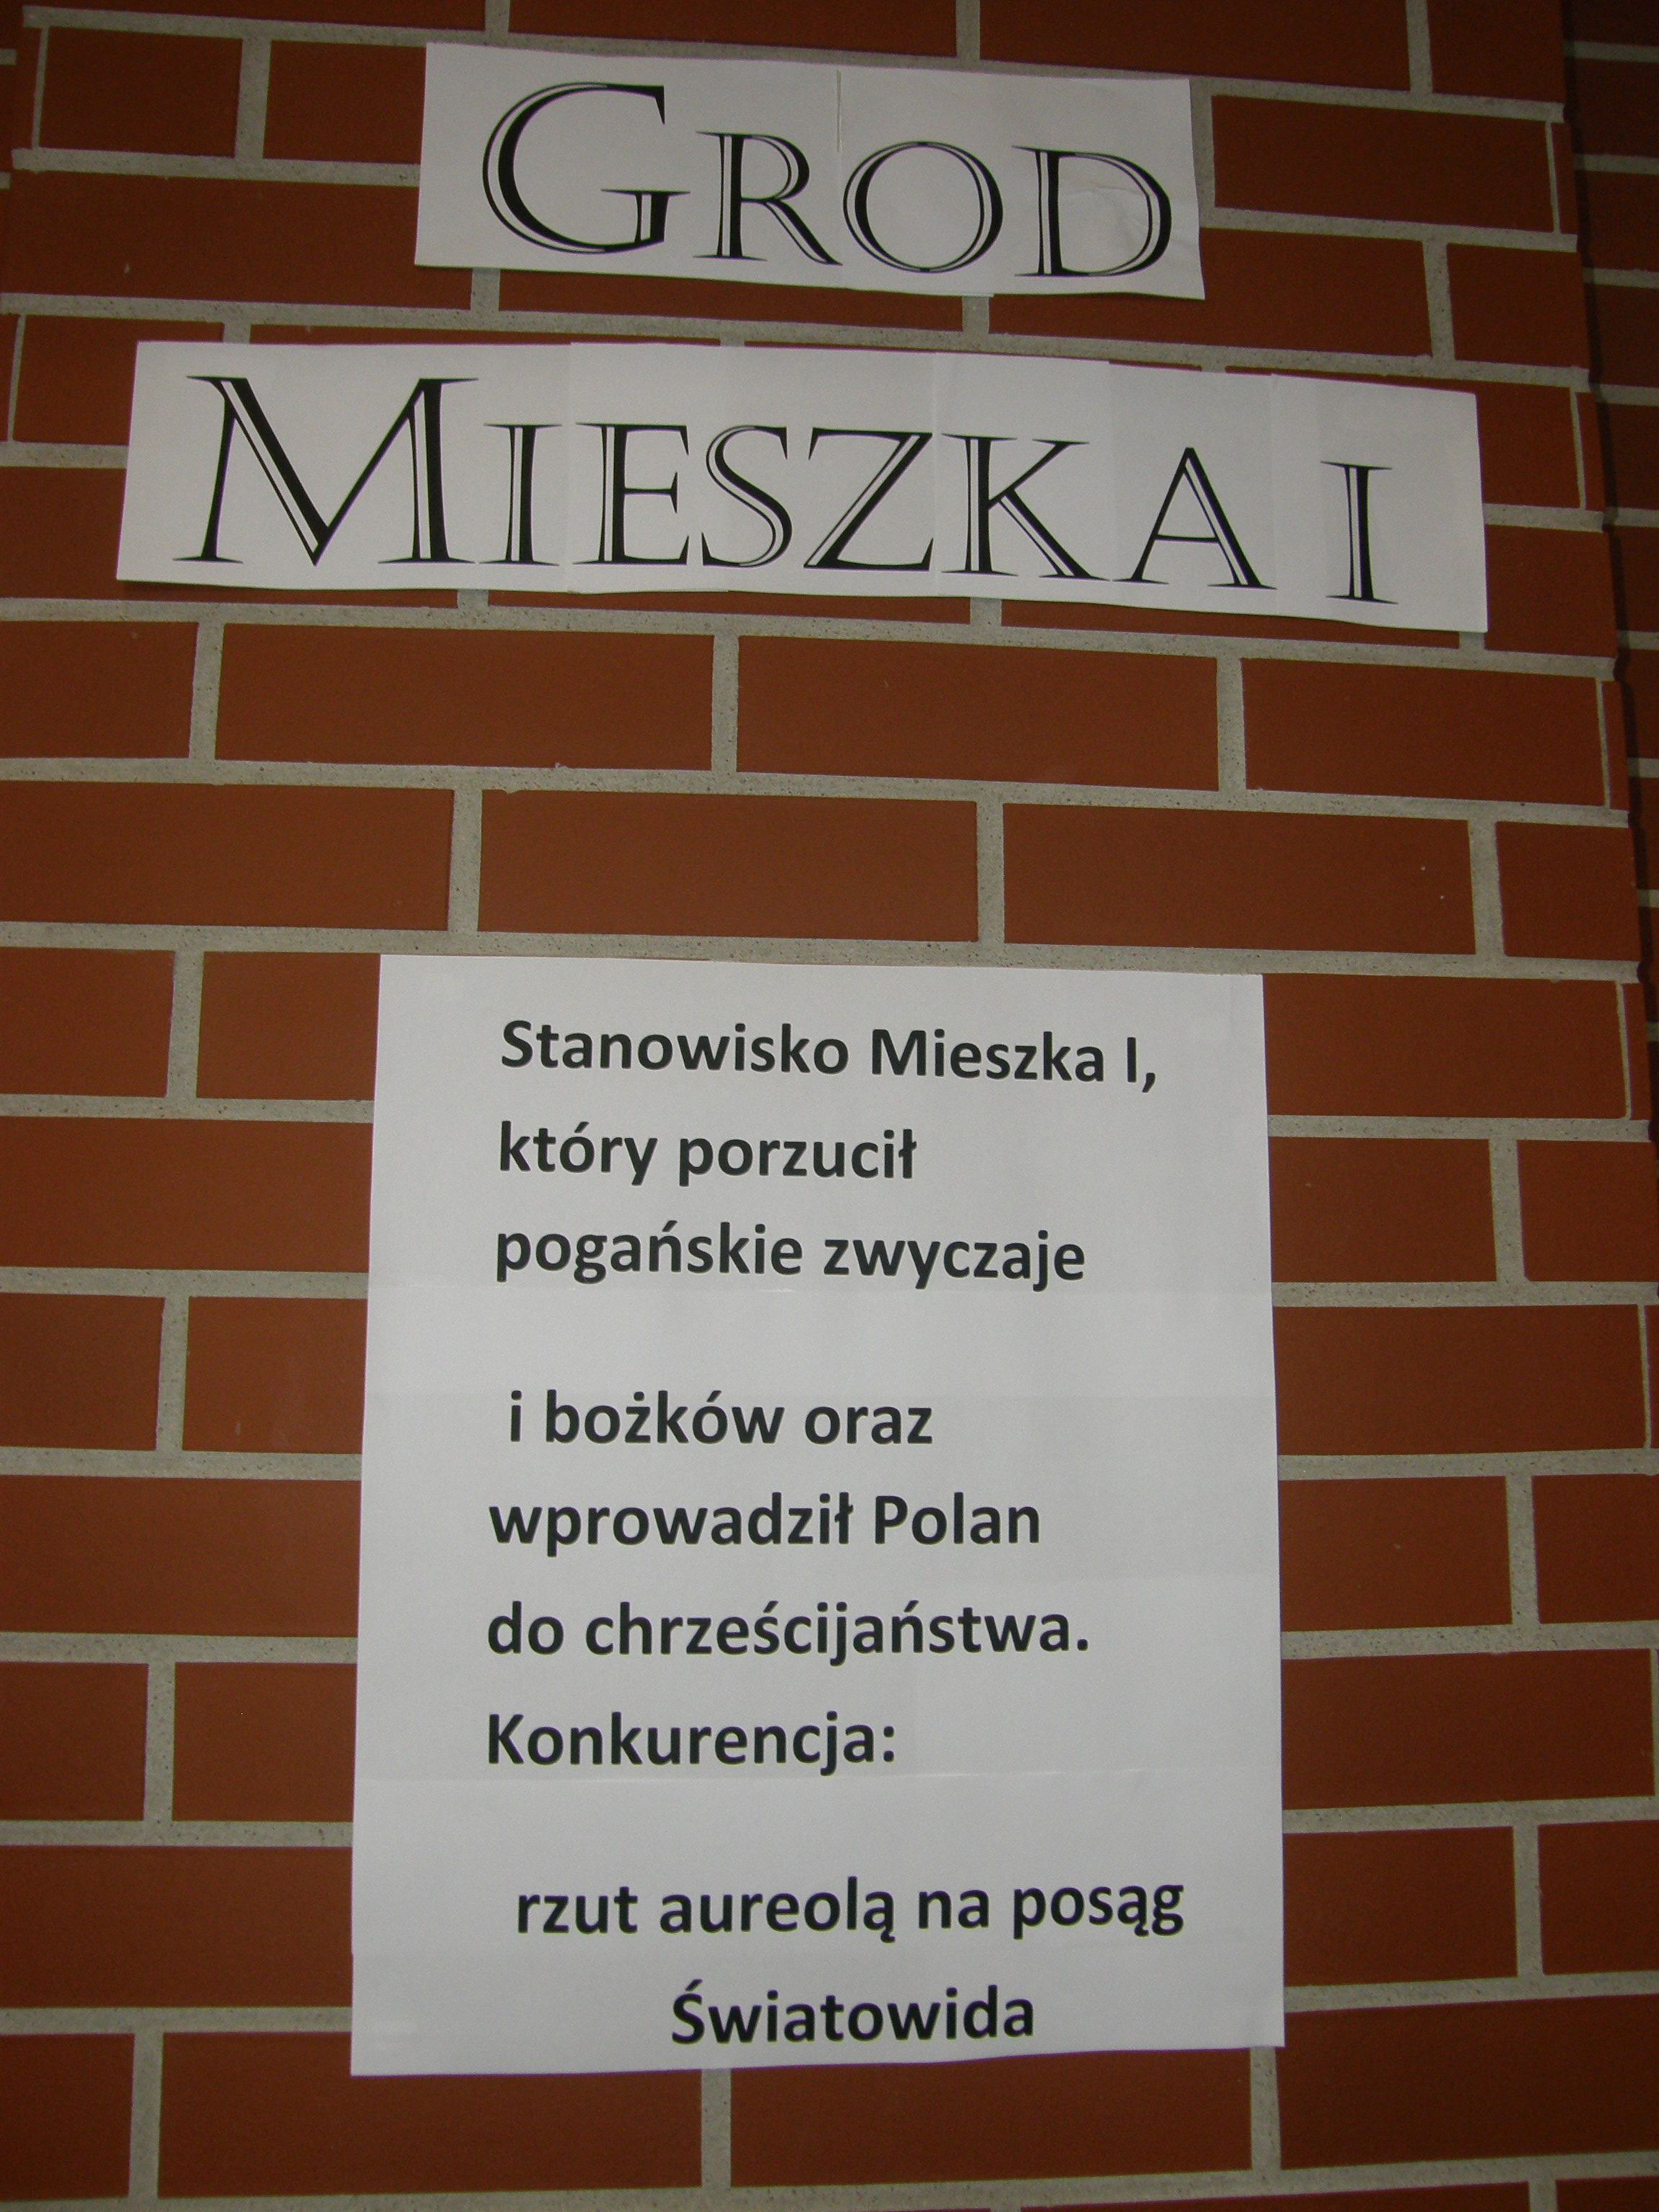 GROD
MIESZKA I
Stanowisko Mieszka I,
który porzucił
pogańskie zwyczaje
i bożków oraz
wprowadził Polan
do chrześcijaństwa.
Konkurencja:
rzut aureolą na posąg
Światowida